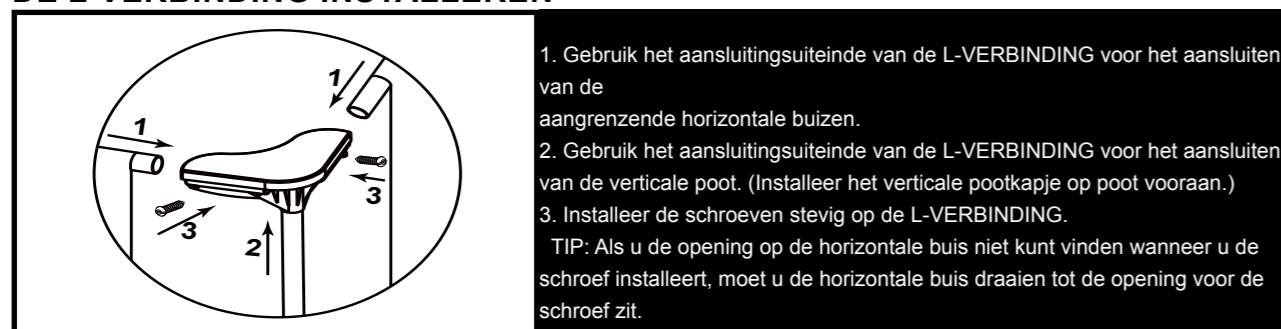 DE L-VERBINDING INSTALLEREN
1
1
3
3
2
1. Gebruik het aansluitingsuiteinde van de L-VERBINDING voor het aansluiten
van de
aangrenzende horizontale buizen.
2. Gebruik het aansluitingsuiteinde van de L-VERBINDING voor het aansluiten
van de verticale poot. (Installeer het verticale pootkapje op poot vooraan.)
3. Installeer de schroeven stevig op de L-VERBINDING.
TIP: Als u de opening op de horizontale buis niet kunt vinden wanneer u de
schroef installeert, moet u de horizontale buis draaien tot de opening voor de
schroef zit.